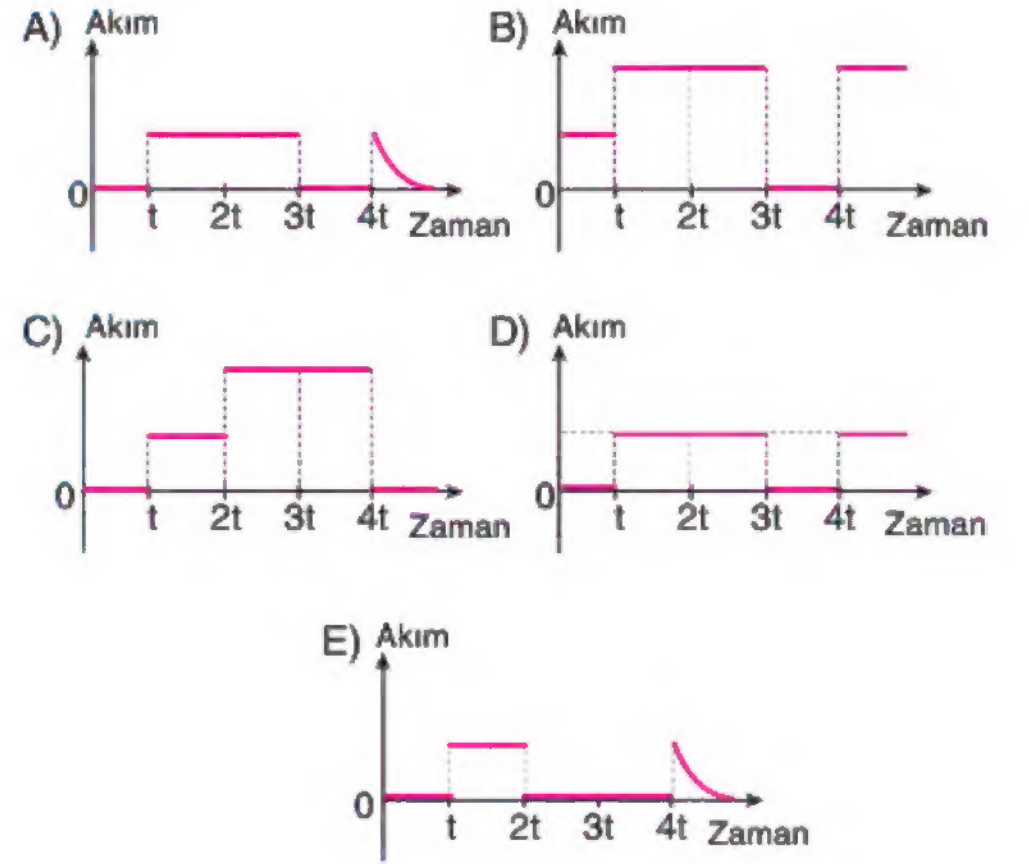 A) Akım
0 t 2t 3t 4t Zaman
B) Akım
0 t 2t 3t 4t Zaman
C) Akım
0 t 2t 3t 4t Zaman
D) Akım
0 t 2t 3t 4t Zaman
E) Akım
0 t 2t 3t 4t Zaman